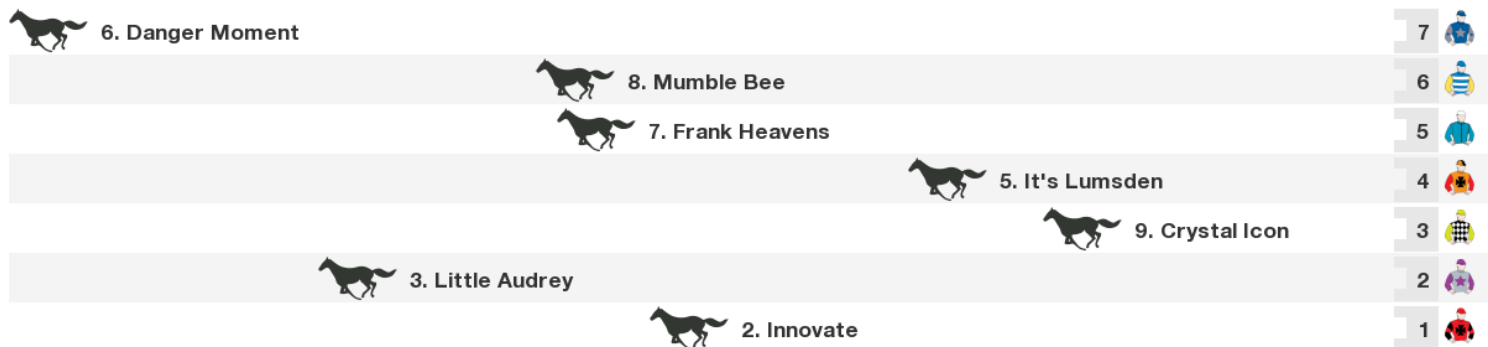 6. Danger Moment 7
8. Mumble Bee 6
7. Frank Heavens 5
5. It's Lumsden 4
9. Crystal Icon 3
3. Little Audrey 2
2. Innovate 1